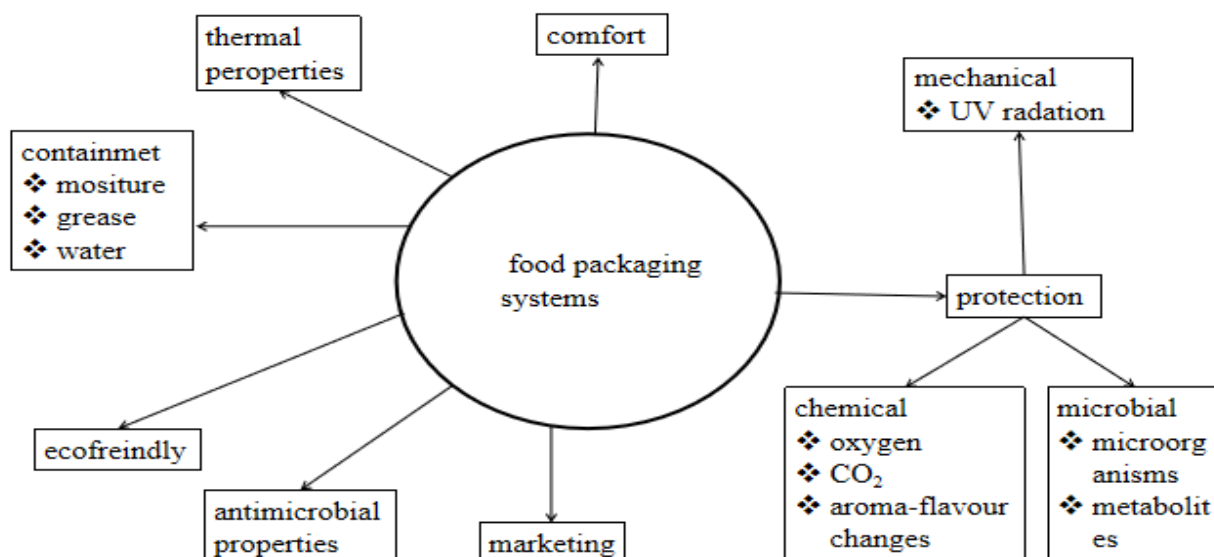 thermal
peroperties
comfort
mechanical
❖ UV radation
containmet
❖ mositure
❖ grease
❖ water
food packaging
systems
protection
ecofreindly
antimicrobial
properties
marketing
chemical
❖ oxygen
❖ CO₂
❖ aroma-flavour
changes
microbial
❖ microorg
anisms
❖ metabolit
es